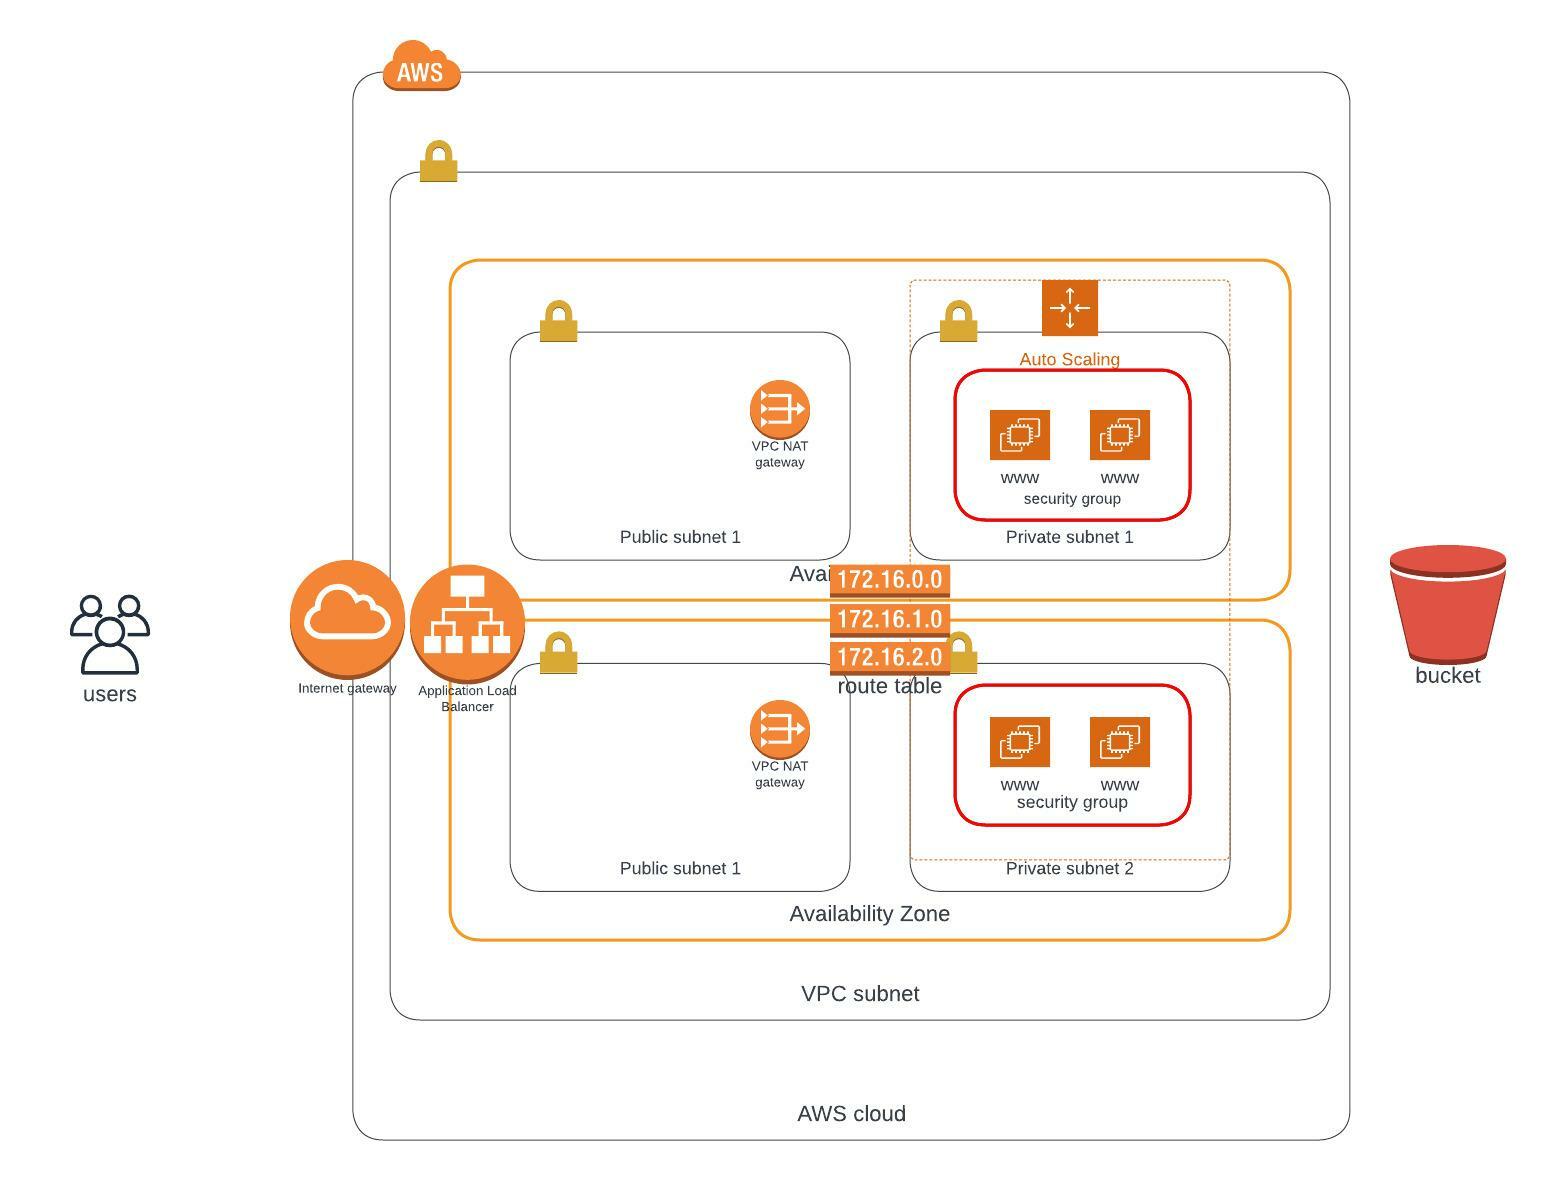 AWS
Auto Scaling
VPC NAT
gateway
www
www
security group
Public subnet 1
Private subnet 1
172.16.0.0
172.16.1.0
172.16.2.0
route table
users
Internet gateway
Application Load
Balancer
bucket
VPC NAT
gateway
www
www
security group
Public subnet 1
Private subnet 2
Availability Zone
VPC subnet
AWS cloud